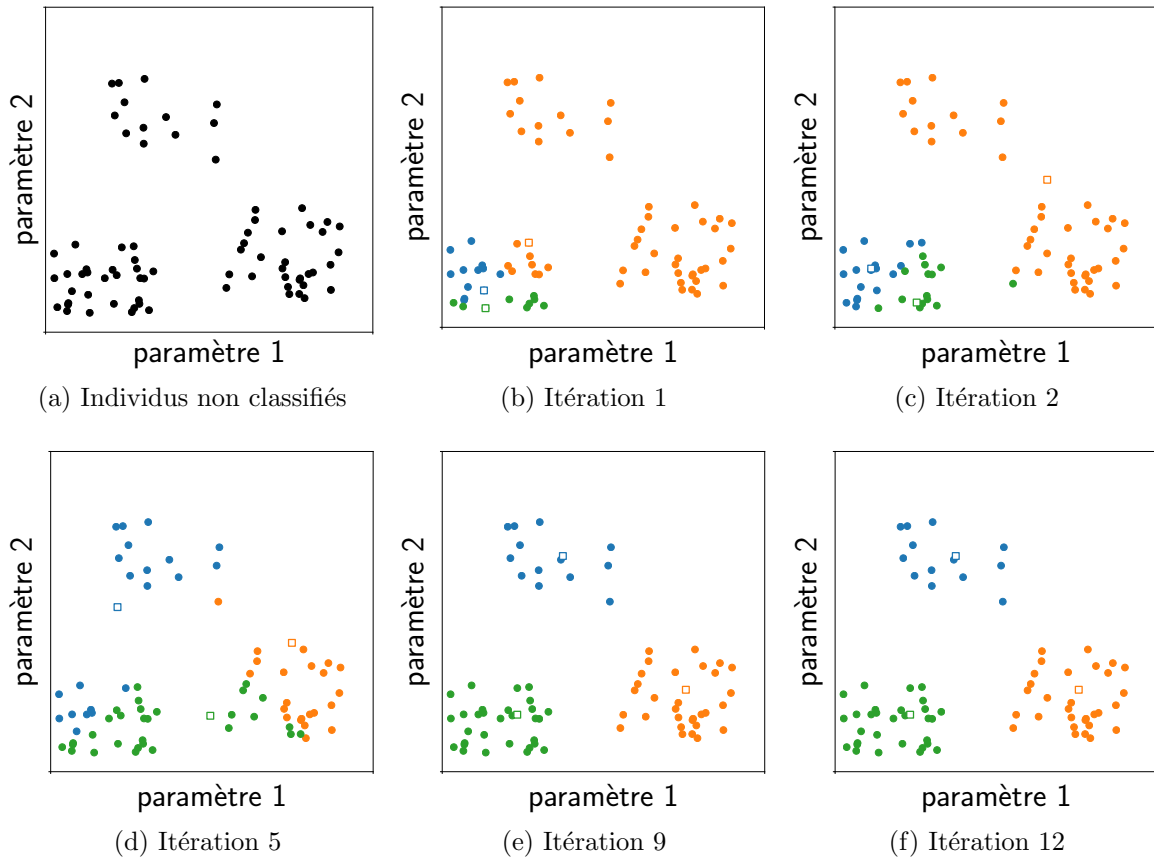 paramètre 2
paramètre 1
(a) Individus non classifiés
paramètre 2
paramètre 1
(b) Itération 1
paramètre 2
paramètre 1
(c) Itération 2
paramètre 2
paramètre 1
(d) Itération 5
paramètre 2
paramètre 1
(e) Itération 9
paramètre 2
paramètre 1
(f) Itération 12